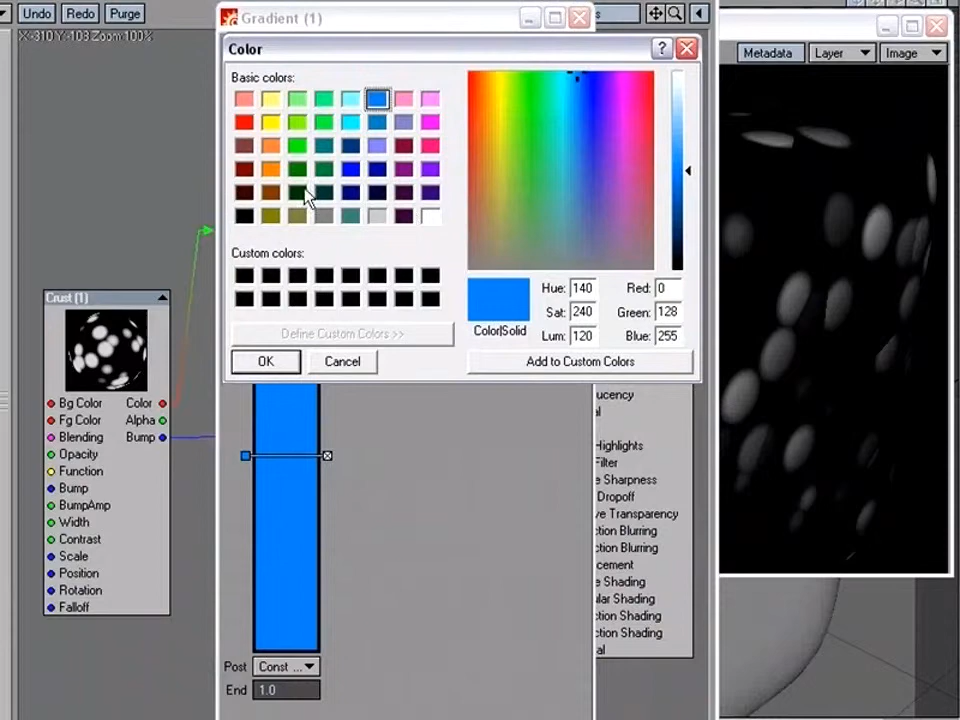 Undo Redo Purge
Gradient (1)
s
X:-310 Y:-103 Zoom:100%
Color
Metadata Layer Image
Basic colors:
Custom colors:
Define Custom Colors >>
OK Cancel
Hue: 140 Red: 0
Sat: 240 Green: 128
Color|Solid
Lum: 120 Blue: 255
Add to Custom Colors
Crust (1)
Bg Color Color
Fg Color Alpha
Blending Bump
Opacity
Function
Bump
BumpAmp
Width
Contrast
Scale
Position
Rotation
Falloff
ucency
al
Highlights
Filter
e Sharpness
Dropoff
ve Transparency
ction Blurring
ction Blurring
cement
e Shading
ular Shading
ction Shading
ction Shading
al
Post Const ...
End 1.0